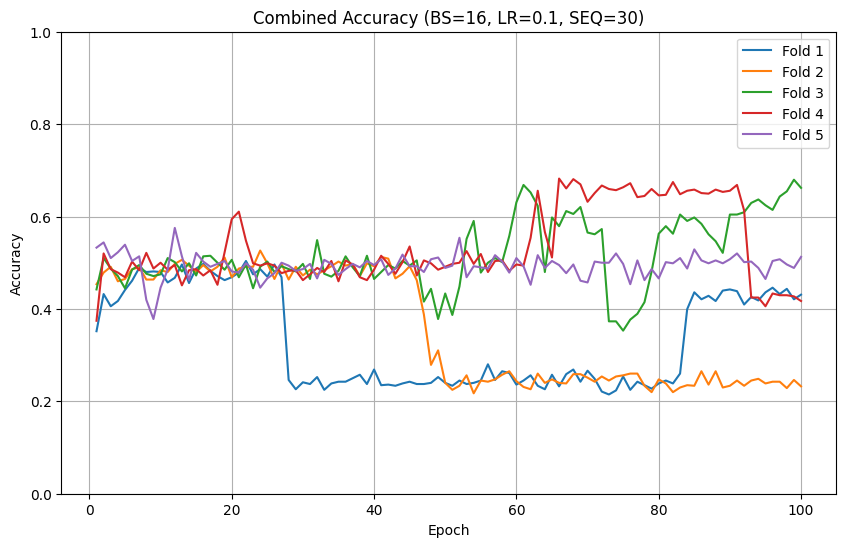 Combined Accuracy (BS=16, LR=0.1, SEQ=30)
1.0
0.8
0.6
0.4
0.2
0.0
Accuracy
0
20
40
60
80
100
Epoch
Fold 1
Fold 2
Fold 3
Fold 4
Fold 5